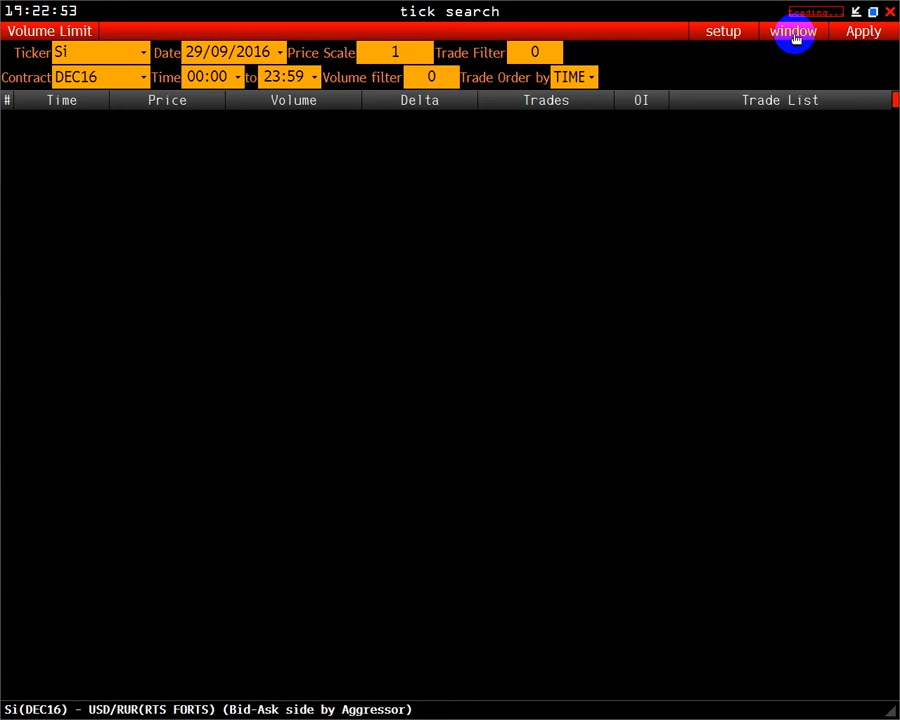 19:22:53 tick search Loading...
Volume Limit setup window Apply
Ticker Si Date 29/09/2016 Price Scale 1 Trade Filter 0
Contract DEC16 Time 00:00 to 23:59 Volume filter 0 Trade Order by TIME
# Time Price Volume Delta Trades OI Trade List
Si(DEC16) - USD/RUR(RTS FORTS) (Bid-Ask side by Aggressor)